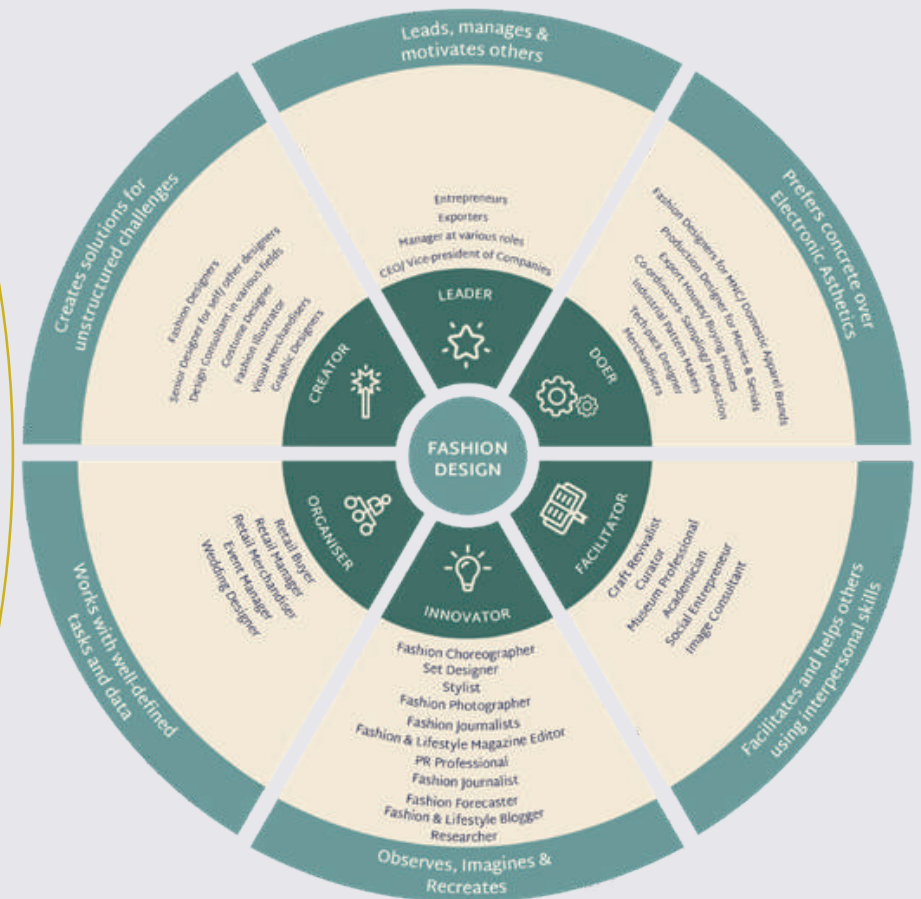 Leads, manages &
motivates others
Entrepreneurs
Exporters
Manager at various roles
CEO/ Vice-president of Companies
LEADER
Prefers concrete over
Electronic Asthetics
Fashion Designers for MNC/ Domestic Apparel Brands
Production Designer for Movies & Serials
Export Houses/ Buying Houses
Co-ordinators- Sampling/ Production
Industrial Pattern Makers
Techpack Designer
Merchandisers
DOER
Facilitates and helps others
using interpersonal skills
FACILITATOR
Craft Revivalist
Curator
Museum Professional
Academician
Social Entrepreneur
Image Consultant
INNOVATOR
Fashion Choreographer
Set Designer
Stylist
Fashion Photographer
Fashion Journalists
Fashion & Lifestyle Magazine Editor
PR Professional
Fashion Journalist
Fashion Forecaster
Fashion & Lifestyle Blogger
Researcher
Observes, Imagines &
Recreates
ORGANISER
Retail Buyer
Retail Manager
Retail Merchandiser
Event Manager
Wedding Designer
Works with well-defined
tasks and data
Creates solutions for
unstructured challenges
Fashion Designers
Senior Designer for self/ other designers
Design Consultant in various fields
Costume Designer
Fashion Illustrator
Visual Merchandisers
Graphic Designers
CREATOR
FASHION
DESIGN